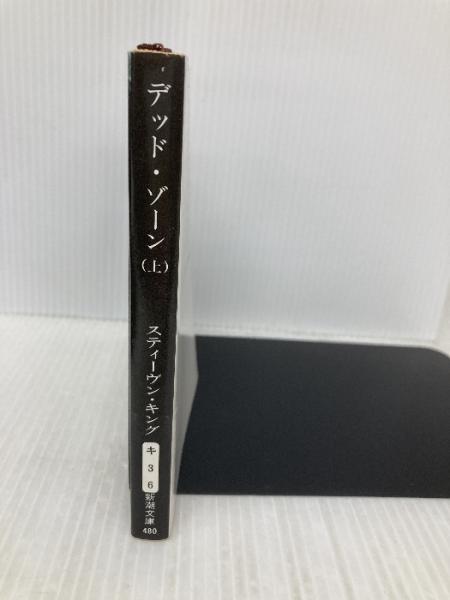 デッド・ゾーン(上)
スティーヴン・キング
キ
3
6
新潮文庫
480